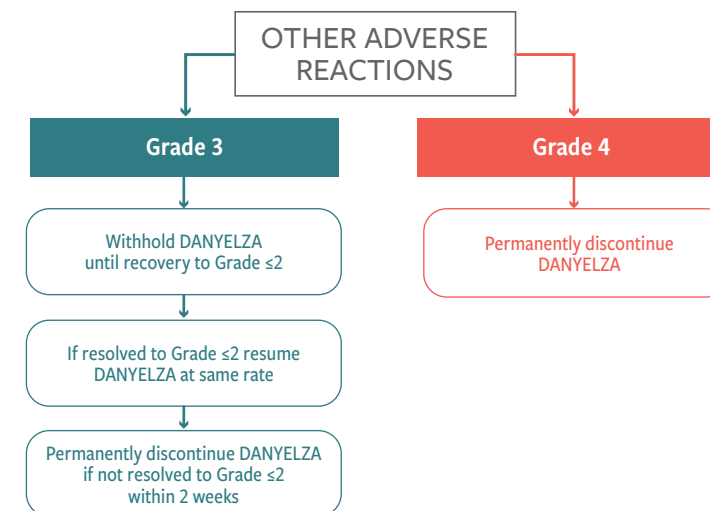 OTHER ADVERSE
REACTIONS
Grade 3
Withhold DANYELZA
until recovery to Grade ≤2
If resolved to Grade ≤2 resume
DANYELZA at same rate
Permanently discontinue DANYELZA
if not resolved to Grade ≤2
within 2 weeks
Grade 4
Permanently discontinue
DANYELZA